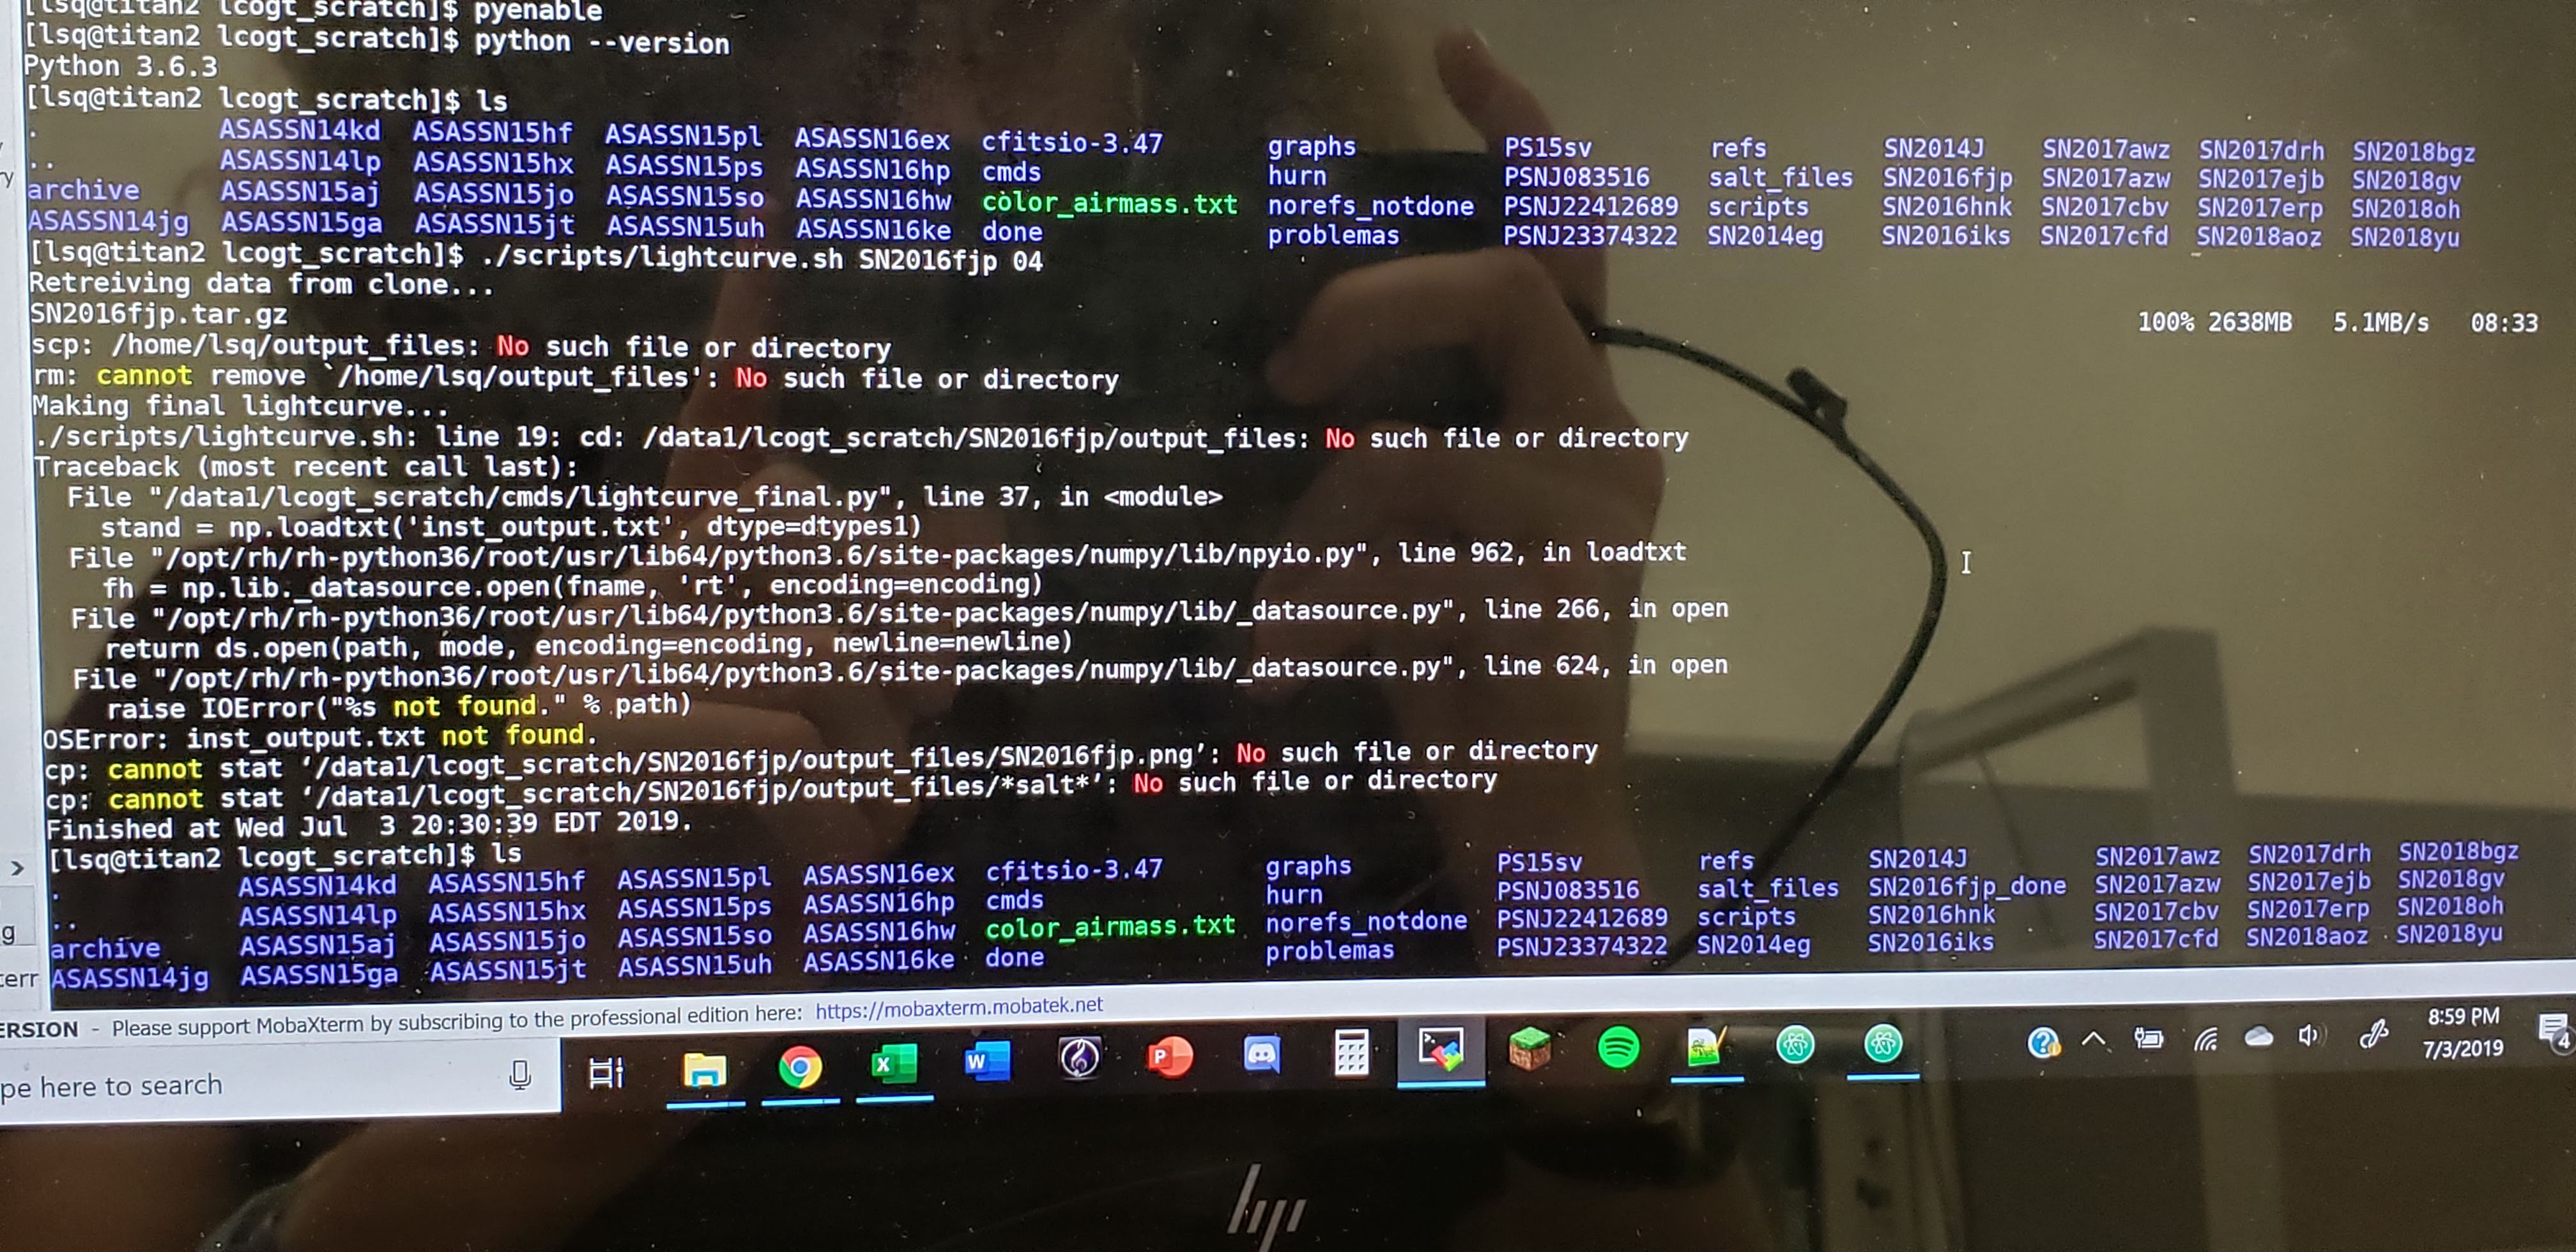 [lsq@titan2 lcogt_scratch]$ pyenable
[lsq@titan2 lcogt_scratch]$ python --version
Python 3.6.3
[lsq@titan2 lcogt_scratch]$ ls
. ASASSN14kd ASASSN15hf ASASSN15pl ASASSN16ex cfitsio-3.47 graphs PS15sv refs SN2014J SN2017awz SN2017drh SN2018bgz
.. ASASSN14lp ASASSN15hx ASASSN15ps ASASSN16hp cmds hurn PSNJ083516 salt_files SN2016fjp SN2017azw SN2017ejb SN2018gv
archive ASASSN15aj ASASSN15jo ASASSN15so ASASSN16hw color_airmass.txt norefs_notdone PSNJ22412689 scripts SN2016hnk SN2017cbv SN2017erp SN2018oh
ASASSN14jg ASASSN15ga ASASSN15jt ASASSN15uh ASASSN16ke done problemas PSNJ23374322 SN2014eg SN2016iks SN2017cfd SN2018aoz SN2018yu
[lsq@titan2 lcogt_scratch]$ ./scripts/lightcurve.sh SN2016fjp 04
Retreiving data from clone...
SN2016fjp.tar.gz 100% 2638MB 5.1MB/s 08:33
scp: /home/lsq/output_files: No such file or directory
rm: cannot remove `/home/lsq/output_files': No such file or directory
Making final lightcurve...
./scripts/lightcurve.sh: line 19: cd: /data1/lcogt_scratch/SN2016fjp/output_files: No such file or directory
Traceback (most recent call last):
File "/data1/lcogt_scratch/cmds/lightcurve_final.py", line 37, in <module>
stand = np.loadtxt('inst_output.txt', dtype=dtypes1)
File "/opt/rh/rh-python36/root/usr/lib64/python3.6/site-packages/numpy/lib/npyio.py", line 962, in loadtxt
fh = np.lib._datasource.open(fname, 'rt', encoding=encoding)
File "/opt/rh/rh-python36/root/usr/lib64/python3.6/site-packages/numpy/lib/_datasource.py", line 266, in open
return ds.open(path, mode, encoding=encoding, newline=newline)
File "/opt/rh/rh-python36/root/usr/lib64/python3.6/site-packages/numpy/lib/_datasource.py", line 624, in open
raise IOError("%s not found." % path)
OSError: inst_output.txt not found.
cp: cannot stat ‘/data1/lcogt_scratch/SN2016fjp/output_files/SN2016fjp.png’: No such file or directory
cp: cannot stat ‘/data1/lcogt_scratch/SN2016fjp/output_files/*salt*’: No such file or directory
Finished at Wed Jul  3 20:30:39 EDT 2019.
[lsq@titan2 lcogt_scratch]$ ls
. ASASSN14kd ASASSN15hf ASASSN15pl ASASSN16ex cfitsio-3.47 graphs PS15sv refs SN2014J SN2017awz SN2017drh SN2018bgz
.. ASASSN14lp ASASSN15hx ASASSN15ps ASASSN16hp cmds hurn PSNJ083516 salt_files SN2016fjp_done SN2017azw SN2017ejb SN2018gv
archive ASASSN15aj ASASSN15jo ASASSN15so ASASSN16hw color_airmass.txt norefs_notdone PSNJ22412689 scripts SN2016hnk SN2017cbv SN2017erp SN2018oh
ASASSN14jg ASASSN15ga ASASSN15jt ASASSN15uh ASASSN16ke done problemas PSNJ23374322 SN2014eg SN2016iks SN2017cfd SN2018aoz SN2018yu
ERSION - Please support MobaXterm by subscribing to the professional edition here: https://mobaxterm.mobatek.net
pe here to search
8:59 PM
7/3/2019
4
hp